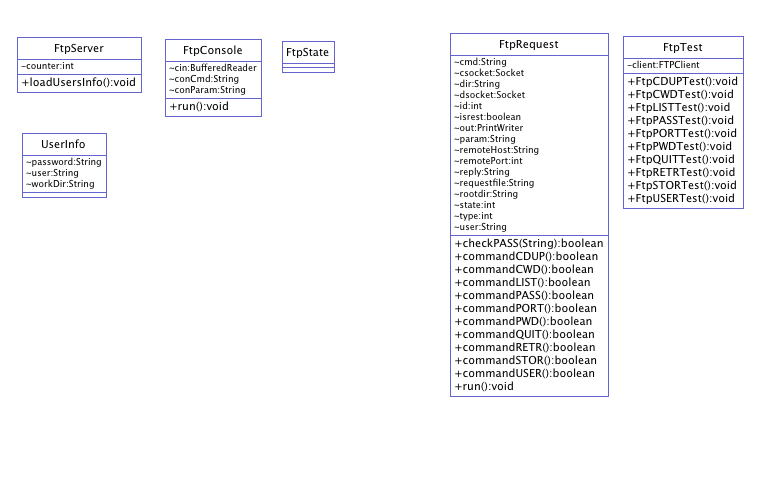 FtpServer
-counter:int
+loadUsersInfo():void
FtpConsole
~cin:BufferedReader
~conCmd:String
~conParam:String
+run():void
FtpState
UserInfo
~password:String
~user:String
~workDir:String
FtpRequest
~cmd:String
~csocket:Socket
~dir:String
~dsocket:Socket
~id:int
~isrest:boolean
~out:PrintWriter
~param:String
~remoteHost:String
~remotePort:int
~reply:String
~requestfile:String
~rootdir:String
~state:int
~type:int
~user:String
+checkPASS(String):boolean
+commandCDUP():boolean
+commandCWD():boolean
+commandLIST():boolean
+commandPASS():boolean
+commandPORT():boolean
+commandPWD():boolean
+commandQUIT():boolean
+commandRETR():boolean
+commandSTOR():boolean
+commandUSER():boolean
+run():void
FtpTest
-client:FTPClient
+FtpCDUPTest():void
+FtpCWDTest():void
+FtpLISTTest():void
+FtpPASSTest():void
+FtpPORTTest():void
+FtpPWDTest():void
+FtpQUITTest():void
+FtpRETRTest():void
+FtpSTORTest():void
+FtpUSERTest():void